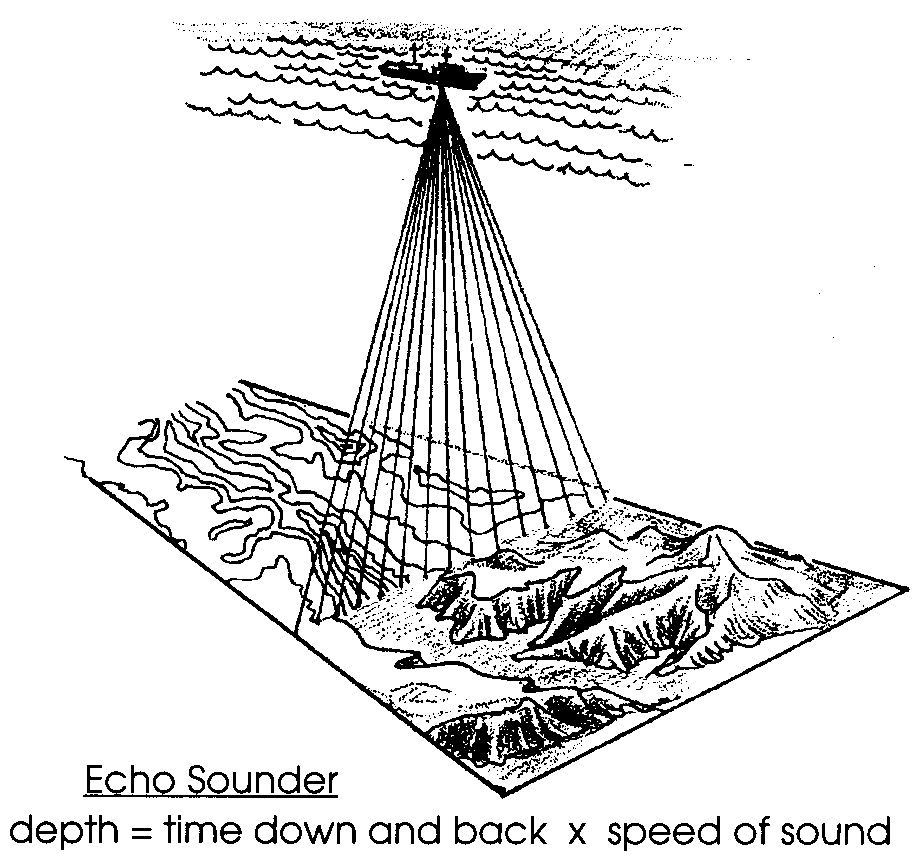 Echo Sounder
depth = time down and back x speed of sound